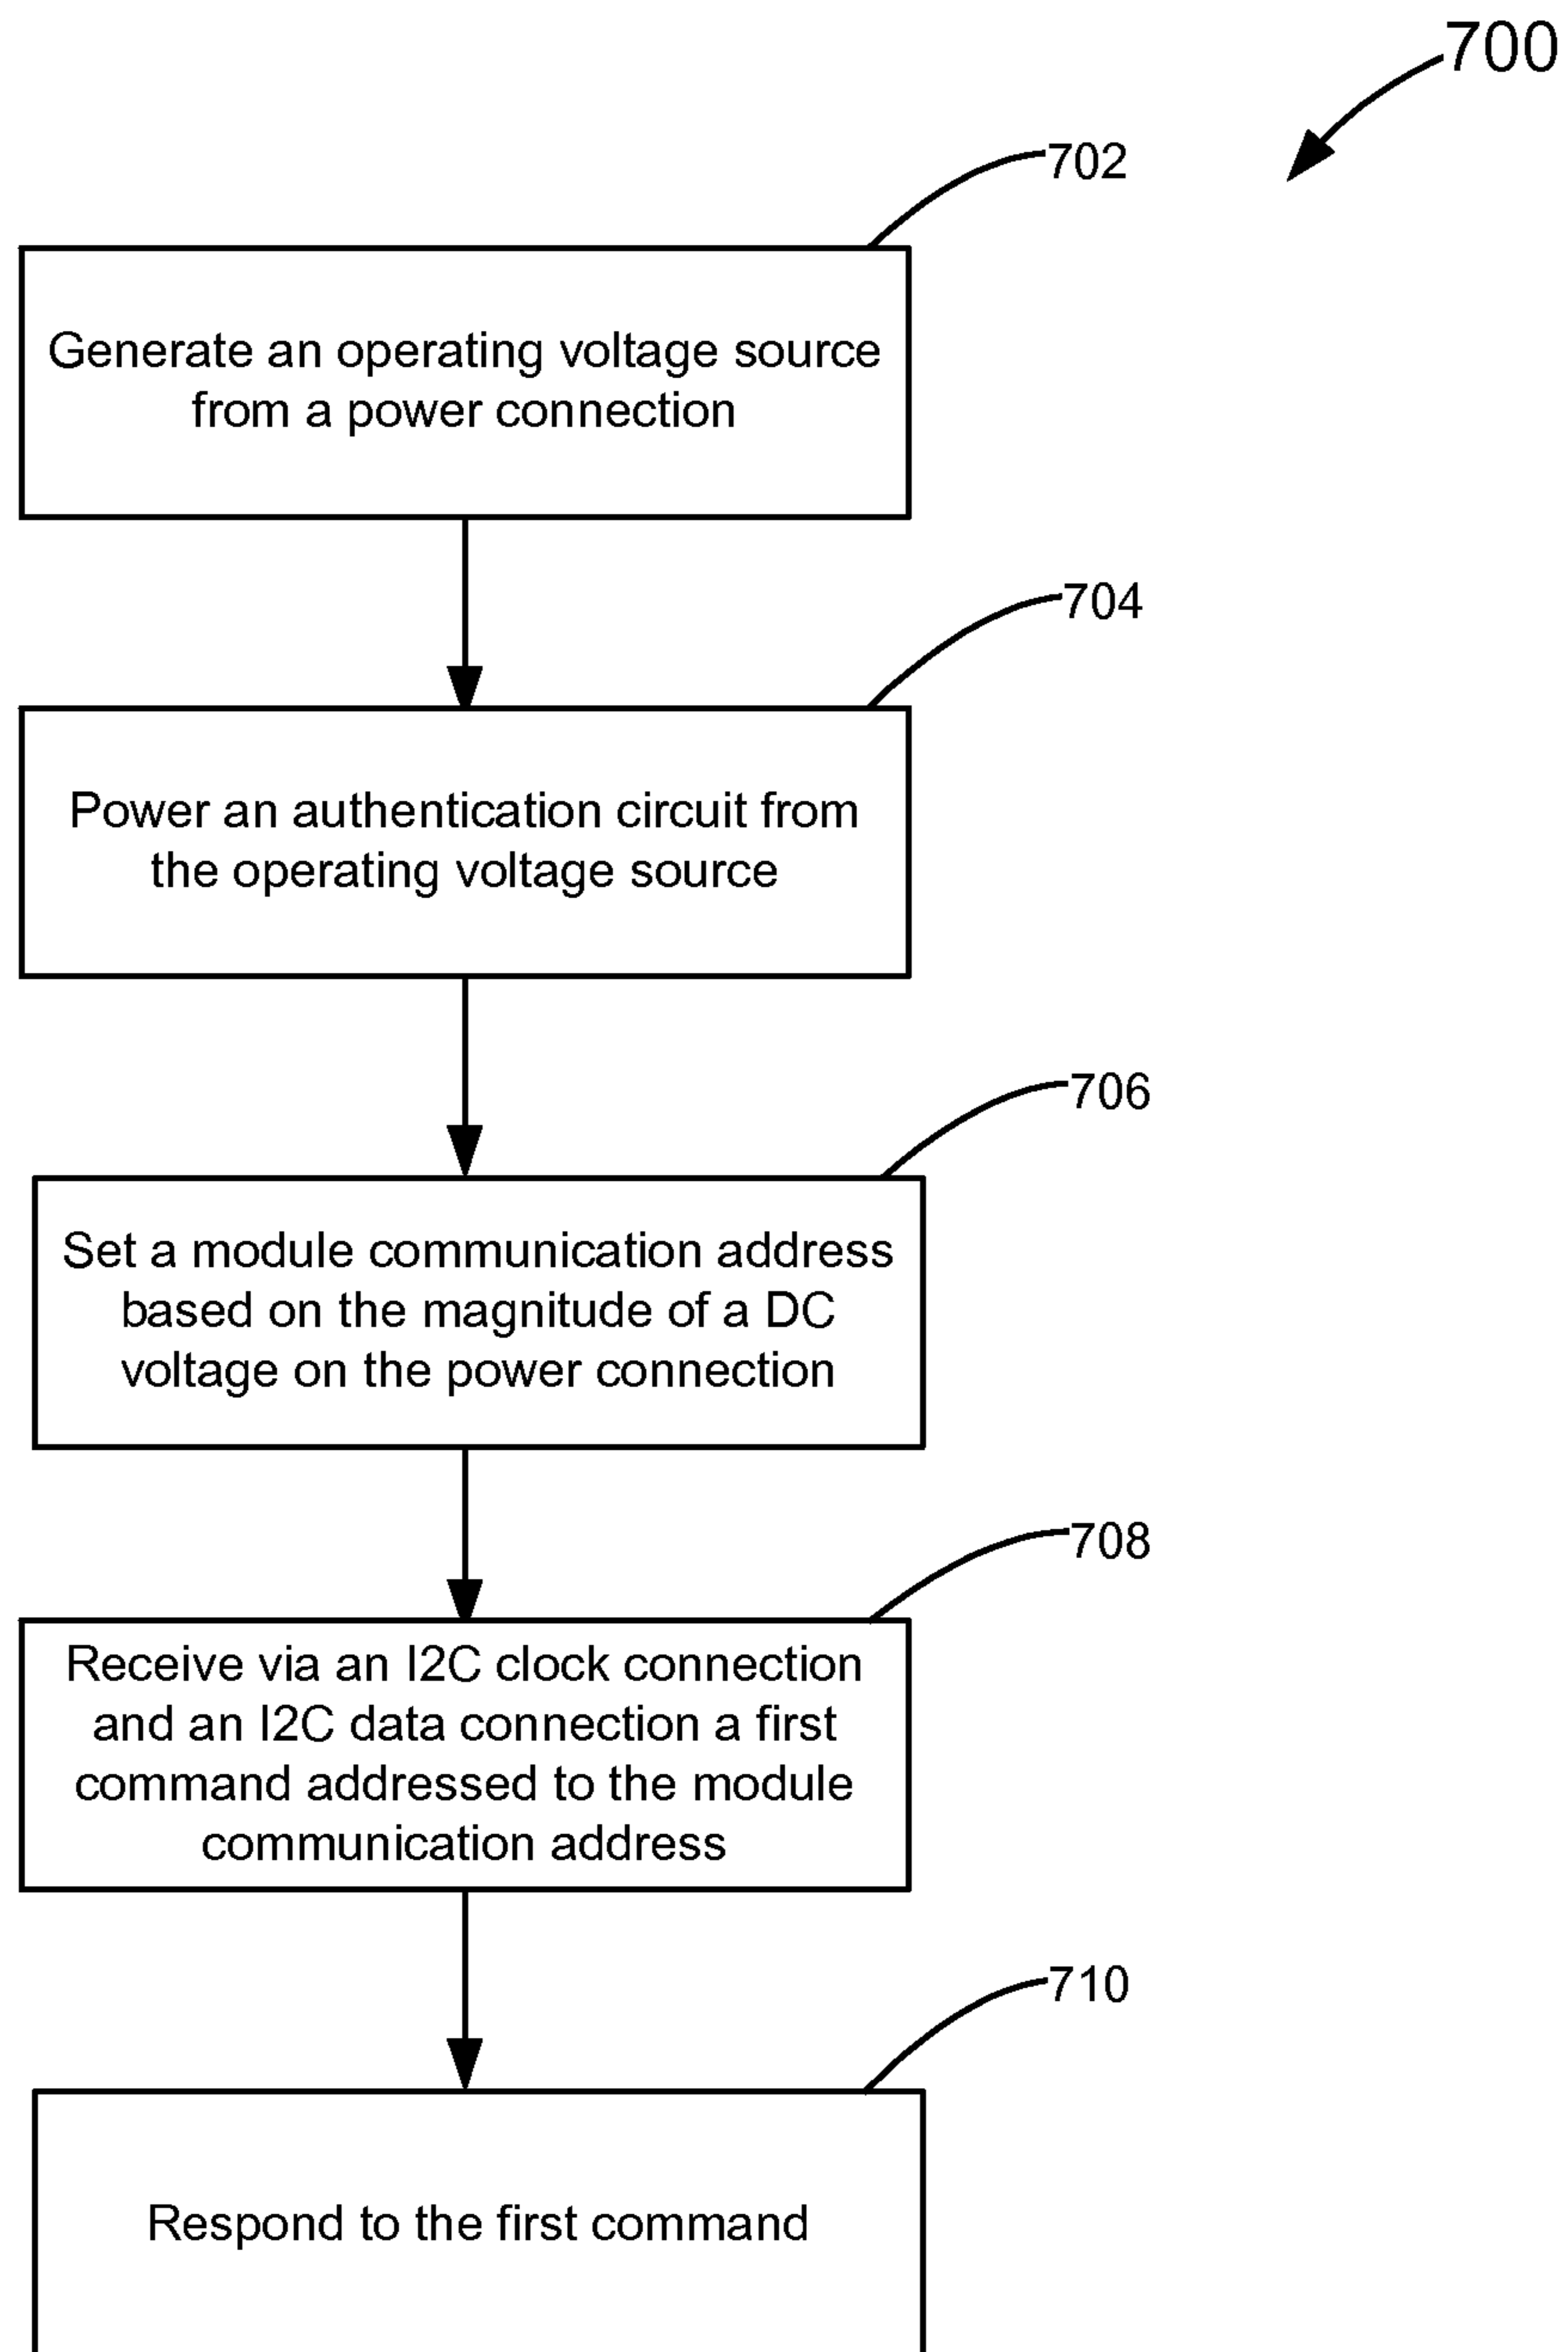 700
702
Generate an operating voltage source
from a power connection
704
Power an authentication circuit from
the operating voltage source
706
Set a module communication address
based on the magnitude of a DC
voltage on the power connection
708
Receive via an I2C clock connection
and an I2C data connection a first
command addressed to the module
communication address
710
Respond to the first command